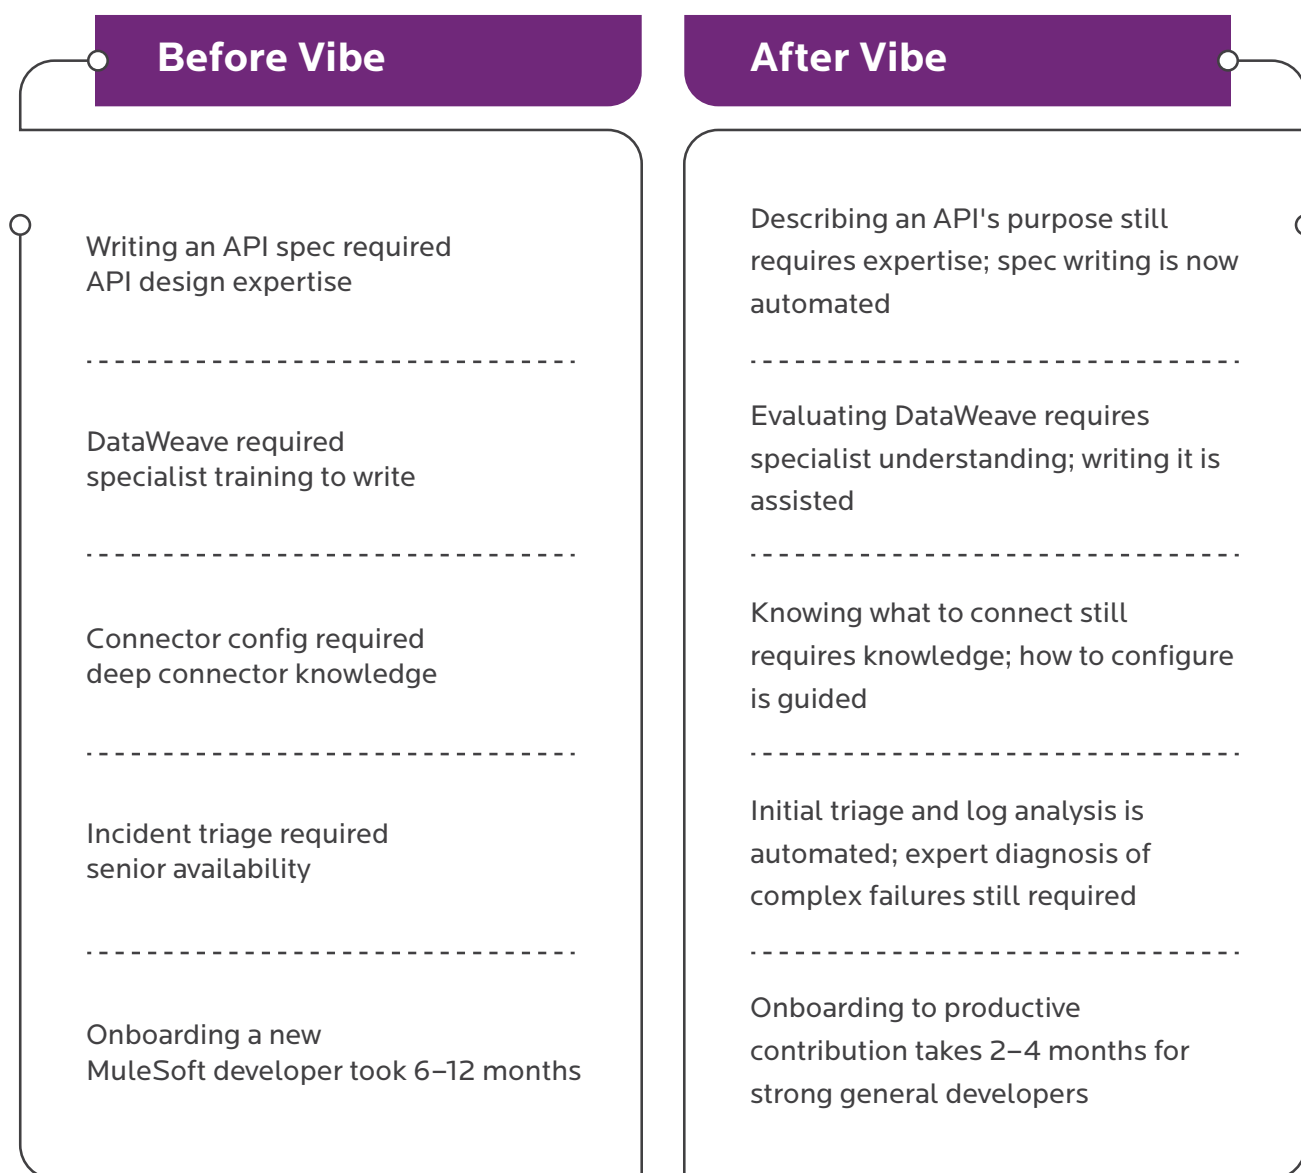 Before Vibe
Writing an API spec required
API design expertise
DataWeave required
specialist training to write
Connector config required
deep connector knowledge
Incident triage required
senior availability
Onboarding a new
MuleSoft developer took 6–12 months
After Vibe
Describing an API's purpose still
requires expertise; spec writing is now
automated
Evaluating DataWeave requires
specialist understanding; writing it is
assisted
Knowing what to connect still
requires knowledge; how to configure
is guided
Initial triage and log analysis is
automated; expert diagnosis of
complex failures still required
Onboarding to productive
contribution takes 2–4 months for
strong general developers